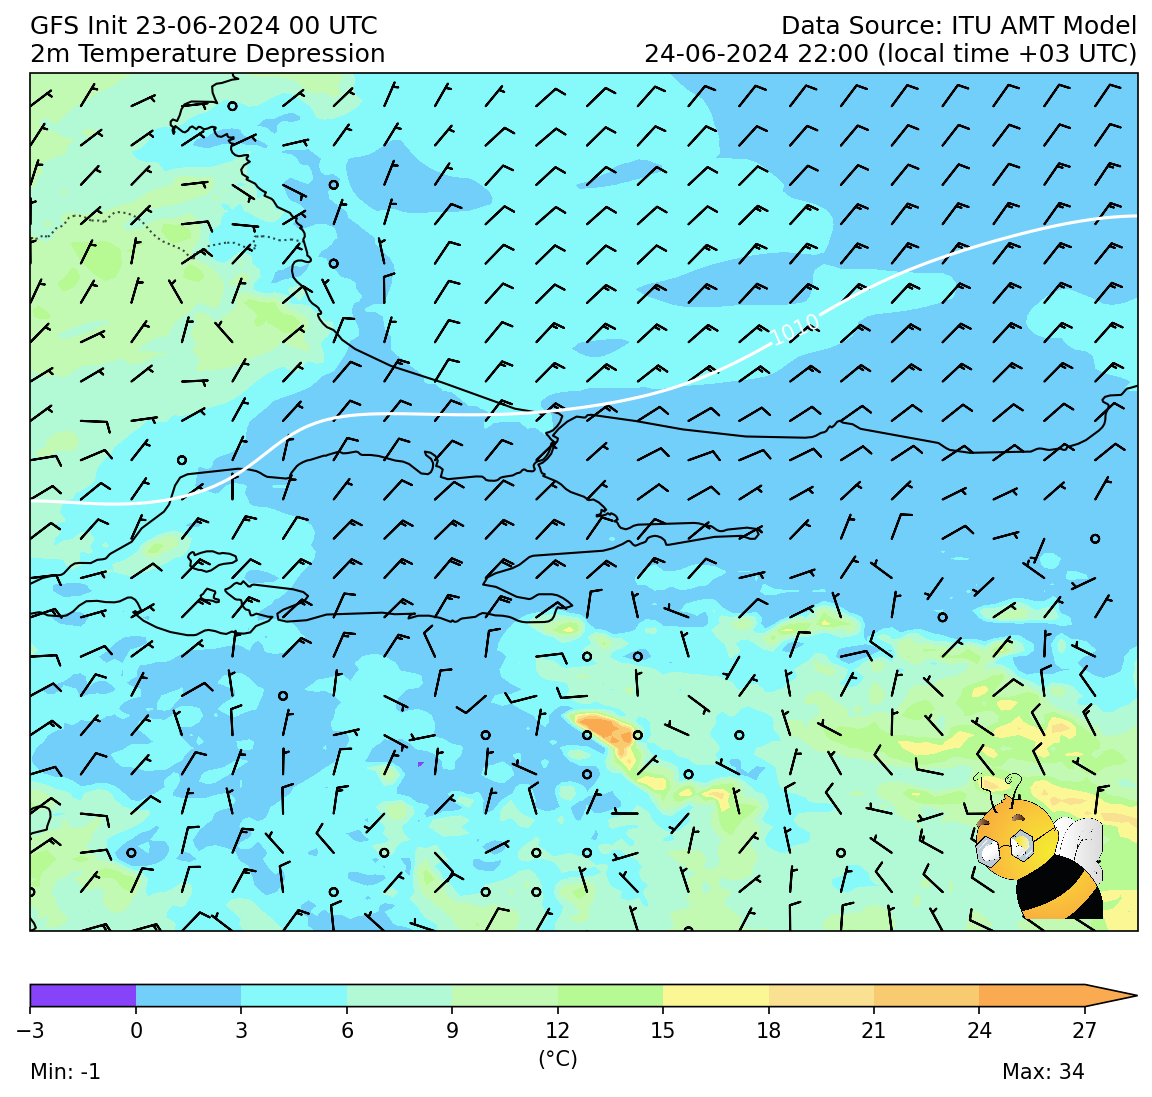 GFS Init 23-06-2024 00 UTC
Data Source: ITU AMT Model
2m Temperature Depression
24-06-2024 22:00 (local time +03 UTC)
1010
−3 0 3 6 9 12 15 18 21 24 27
(°C)
Min: -1
Max: 34